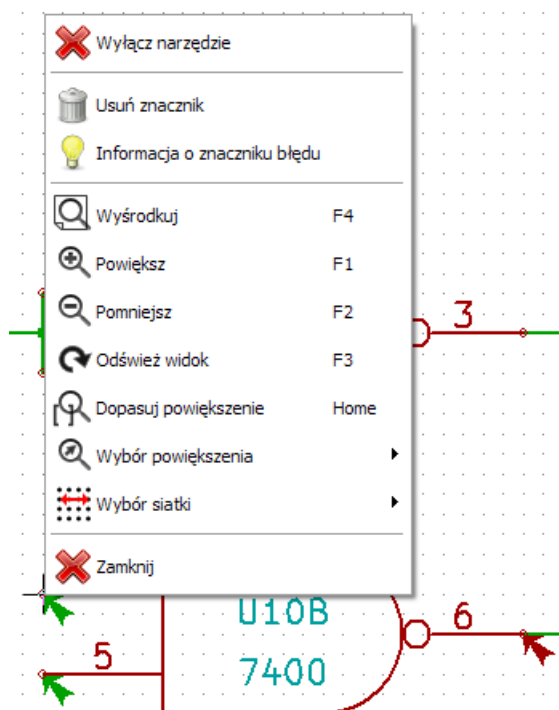 Wyłącz narzędzie
Usuń znacznik
Informacja o znaczniku błędu
Wyśrodkuj F4
Powiększ F1
Pomniejsz F2
3
Odśwież widok F3
Dopasuj powiększenie Home
Wybór powiększenia
Wybór siatki
Zamknij
U10B
6
5
7400